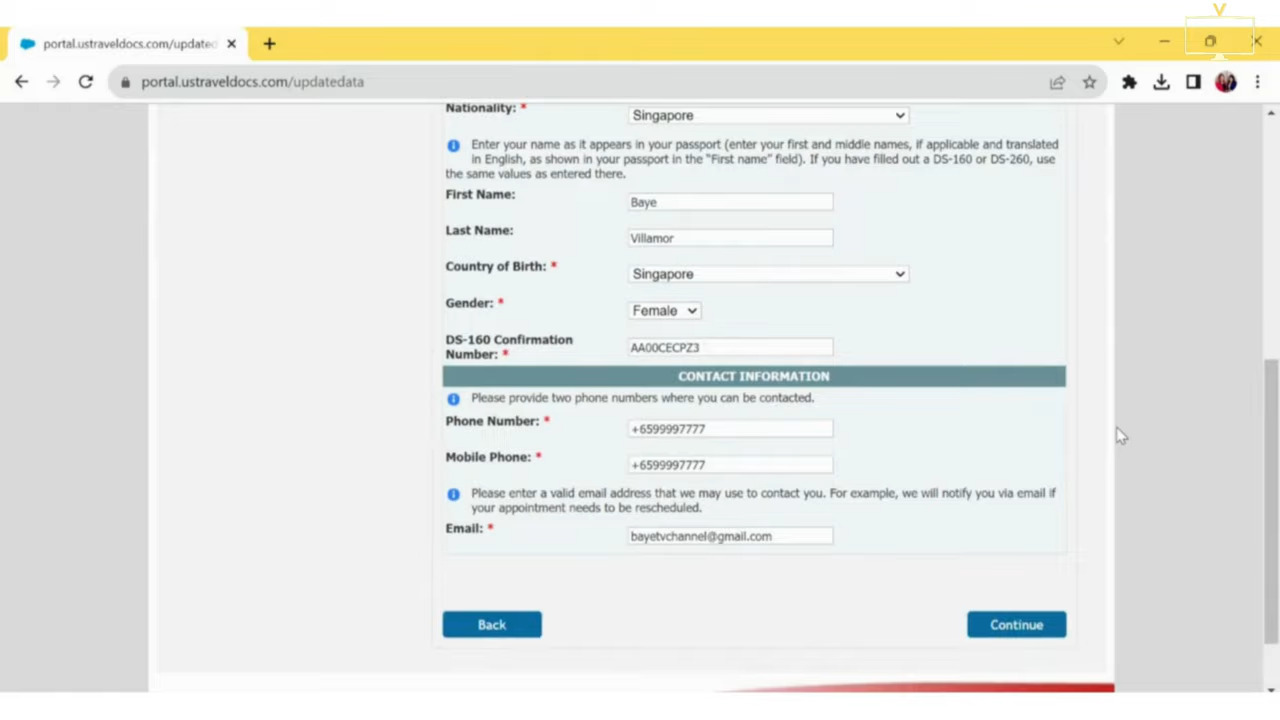 V
portal.ustraveldocs.com/updateda
portal.ustraveldocs.com/updatedata
Nationality: *
Singapore
Enter your name as it appears in your passport (enter your first and middle names, if applicable and translated
in English, as shown in your passport in the "First name" field). If you have filled out a DS-160 or DS-260, use
the same values as entered there.
First Name:
Baye
Last Name:
Villamor
Country of Birth: *
Singapore
Gender: *
Female
DS-160 Confirmation
Number: *
AA00CECPZ3
CONTACT INFORMATION
Please provide two phone numbers where you can be contacted.
Phone Number: *
+6599997777
Mobile Phone: *
+6599997777
Please enter a valid email address that we may use to contact you. For example, we will notify you via email if
your appointment needs to be rescheduled.
Email: *
bayetvchannel@gmail.com
Back
Continue